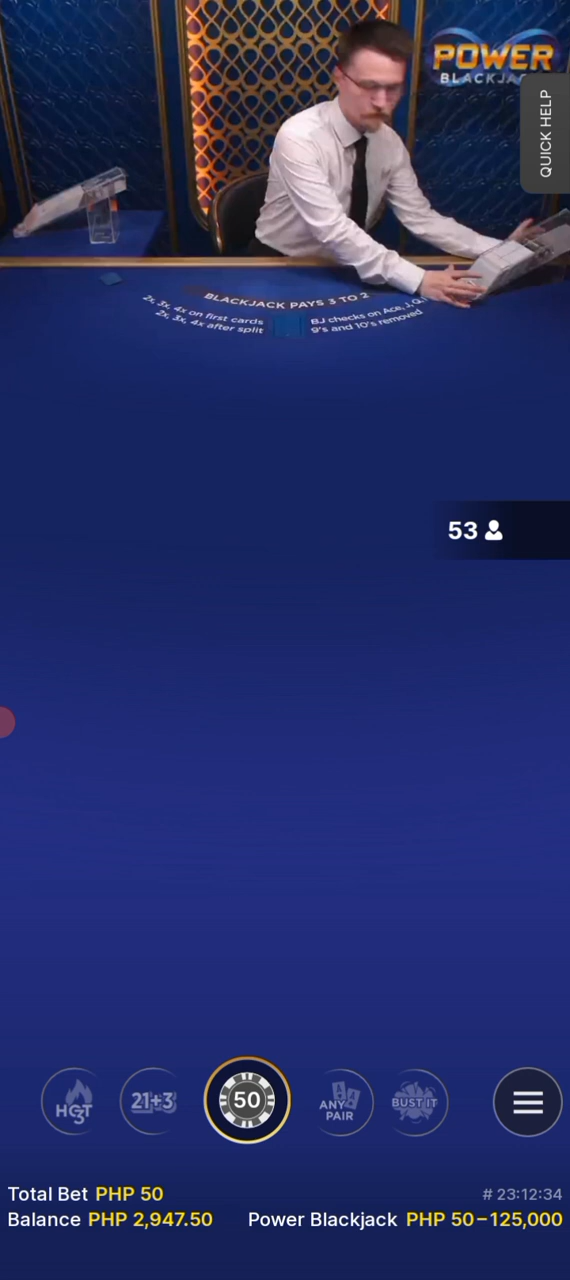 POWER
BLACKJAC
QUICK HELP
BLACKJACK PAYS 3 TO 2
2x, 3x, 4x on first cards
2x, 3x, 4x after split
BJ checks on Ace, J, Q,
9's and 10's removed
53
HOT
3
21+3
50
ANY
PAIR
BUST IT
Total Bet PHP 50
# 23:12:34
Balance PHP 2,947.50
Power Blackjack PHP 50–125,000